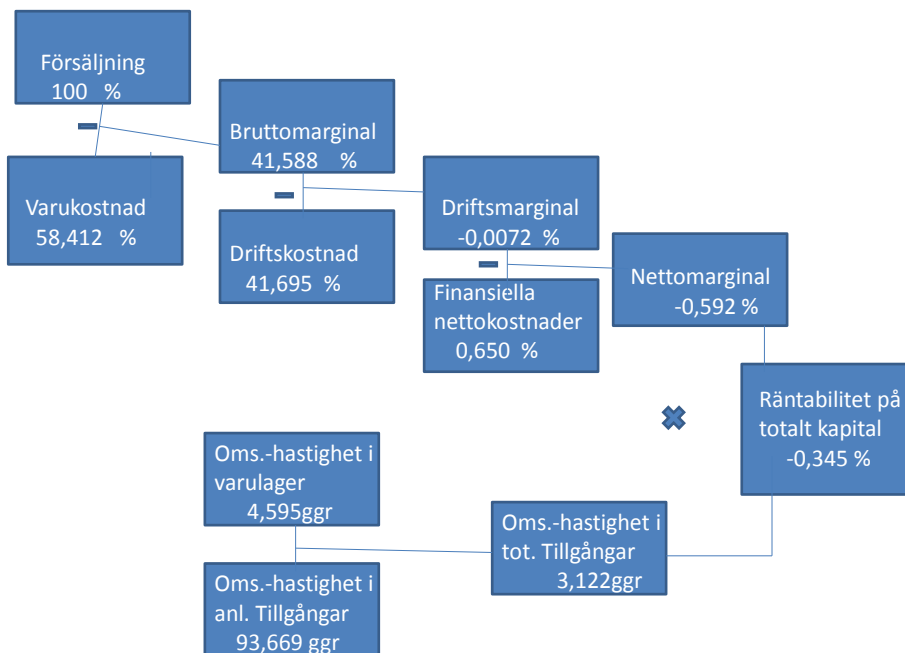 Försäljning
100 %
Varukostnad
58,412 %
Bruttomarginal
41,588 %
Driftskostnad
41,695 %
Driftsmarginal
-0,0072 %
Finansiella
nettokostnader
0,650 %
Nettomarginal
-0,592 %
Räntabilitet på
totalt kapital
-0,345 %
Oms.-hastighet i
varulager
4,595ggr
Oms.-hastighet i
anl. Tillgångar
93,669 ggr
Oms.-hastighet i
tot. Tillgångar
3,122ggr